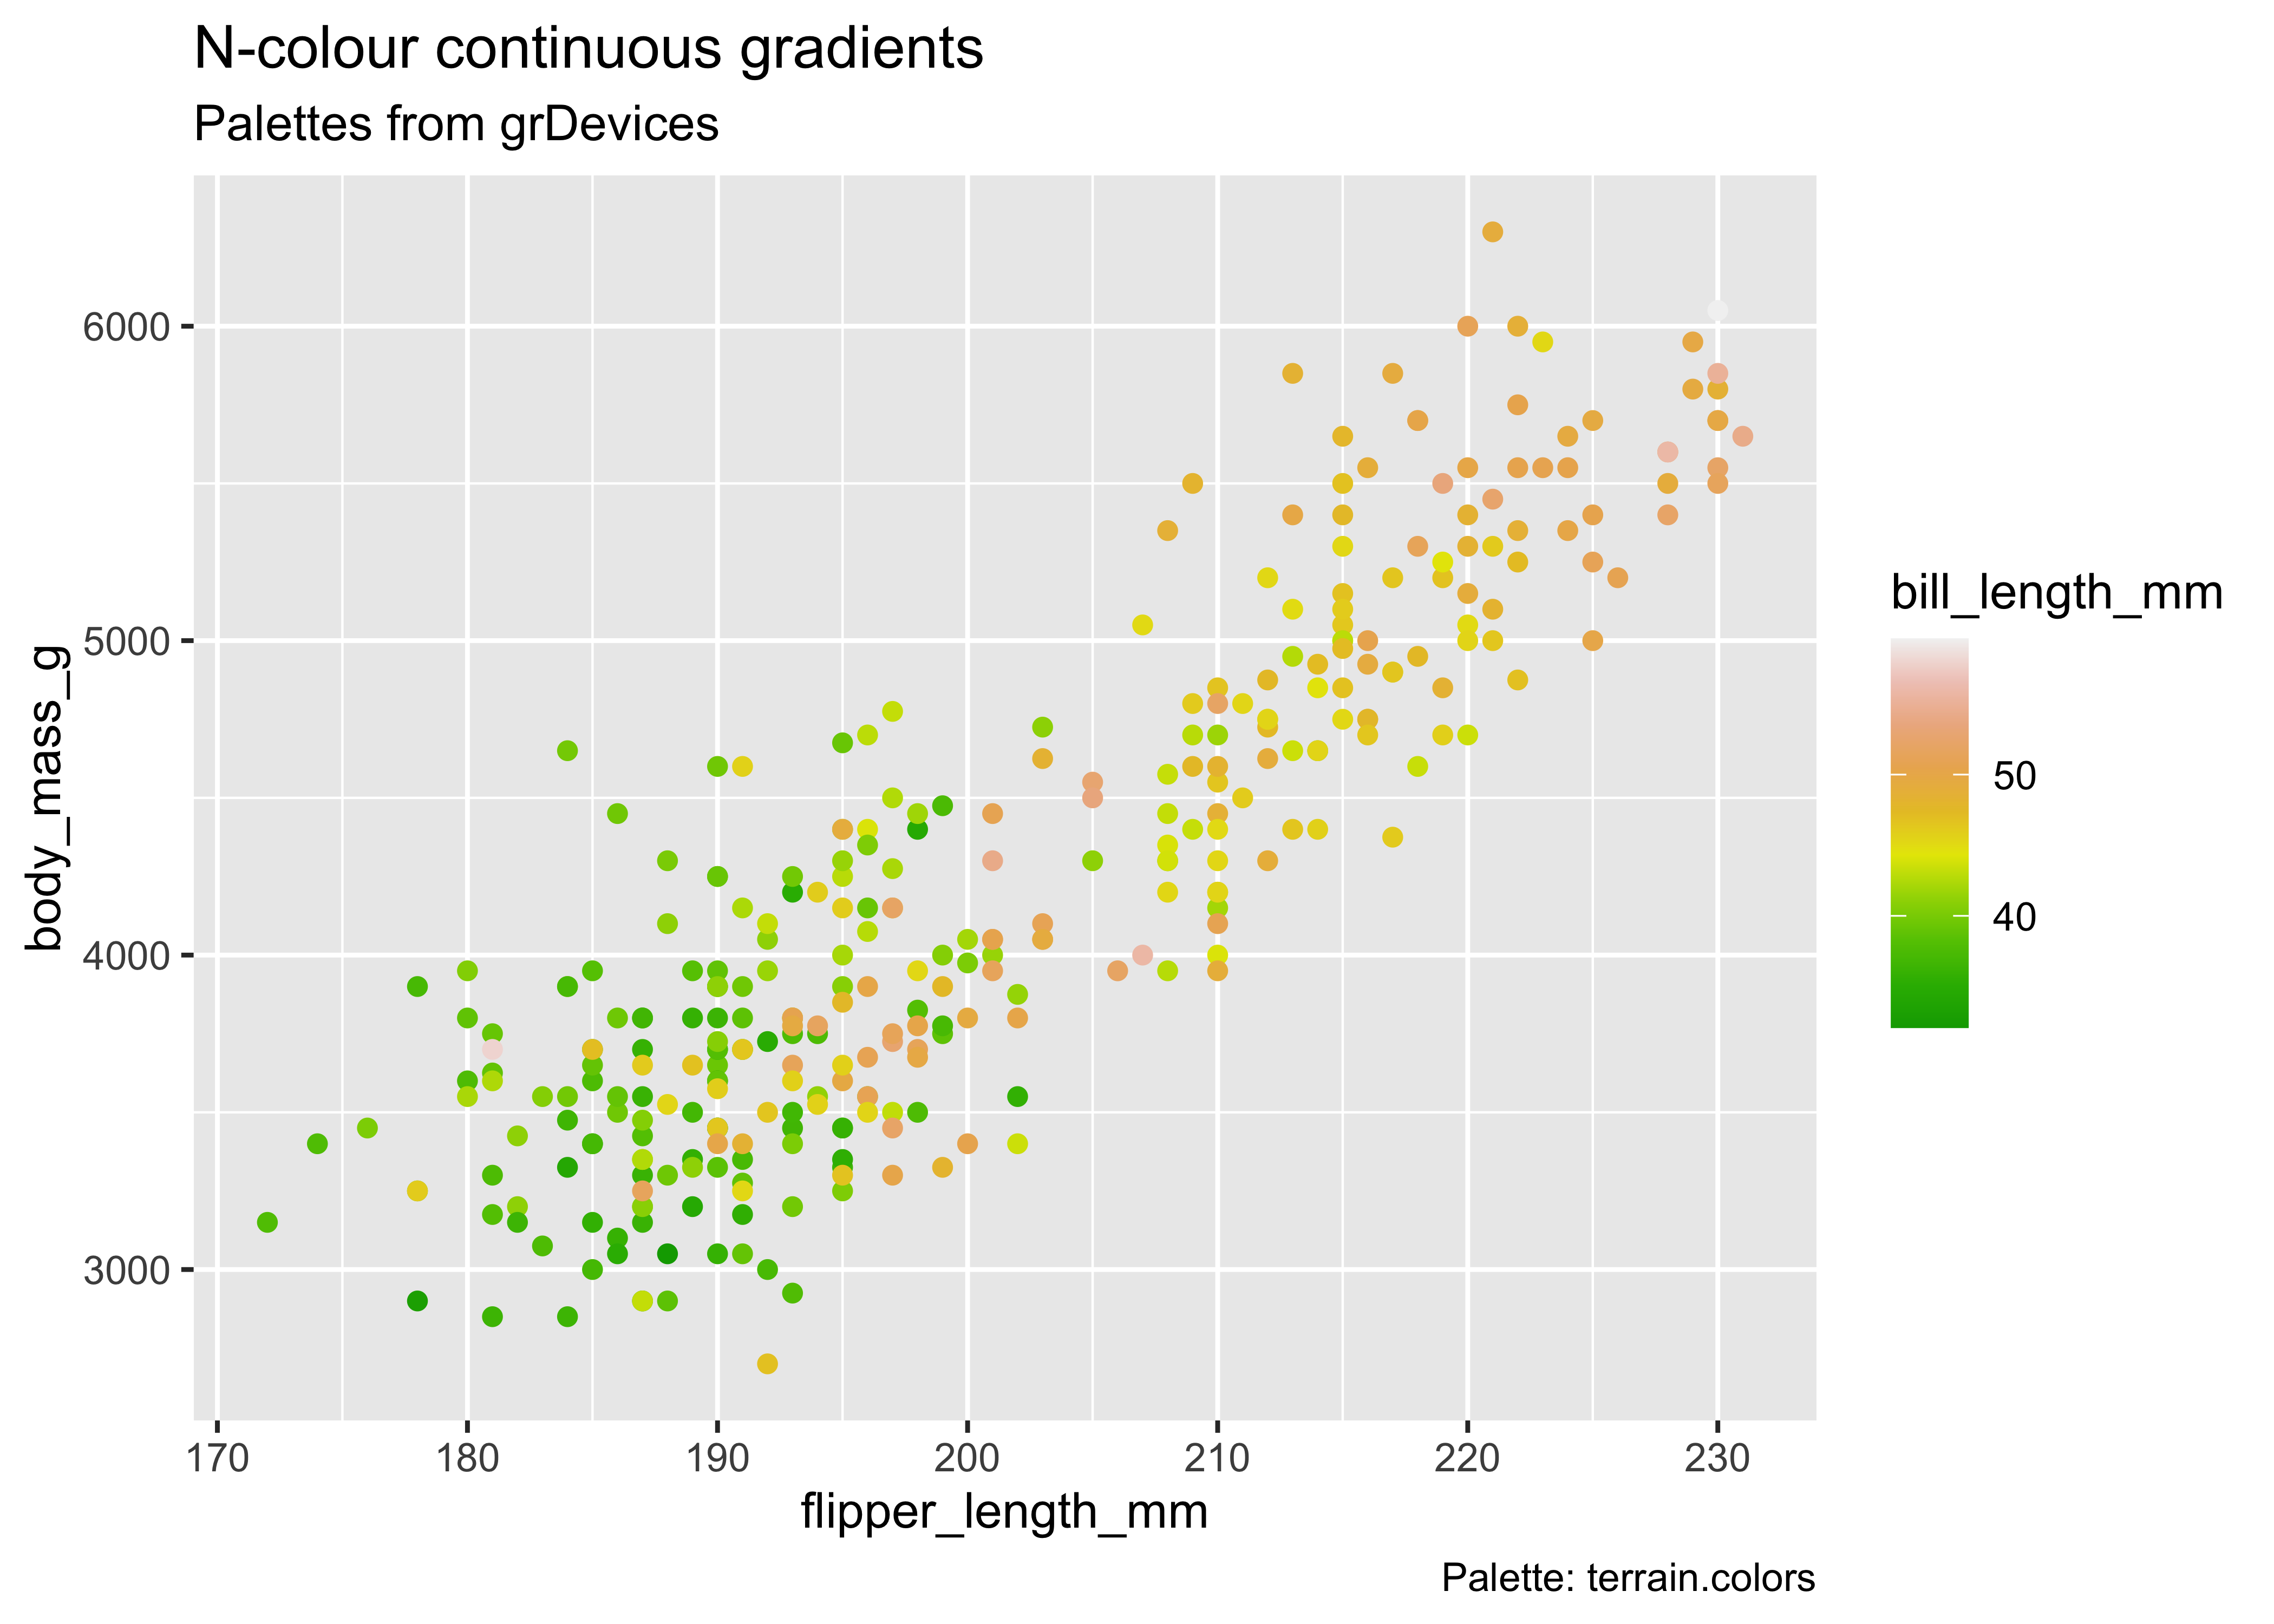 N-colour continuous gradients
Palettes from grDevices
6000
5000
4000
3000
body_mass_g
170 180 190 200 210 220 230
flipper_length_mm
bill_length_mm
50
40
Palette: terrain.colors